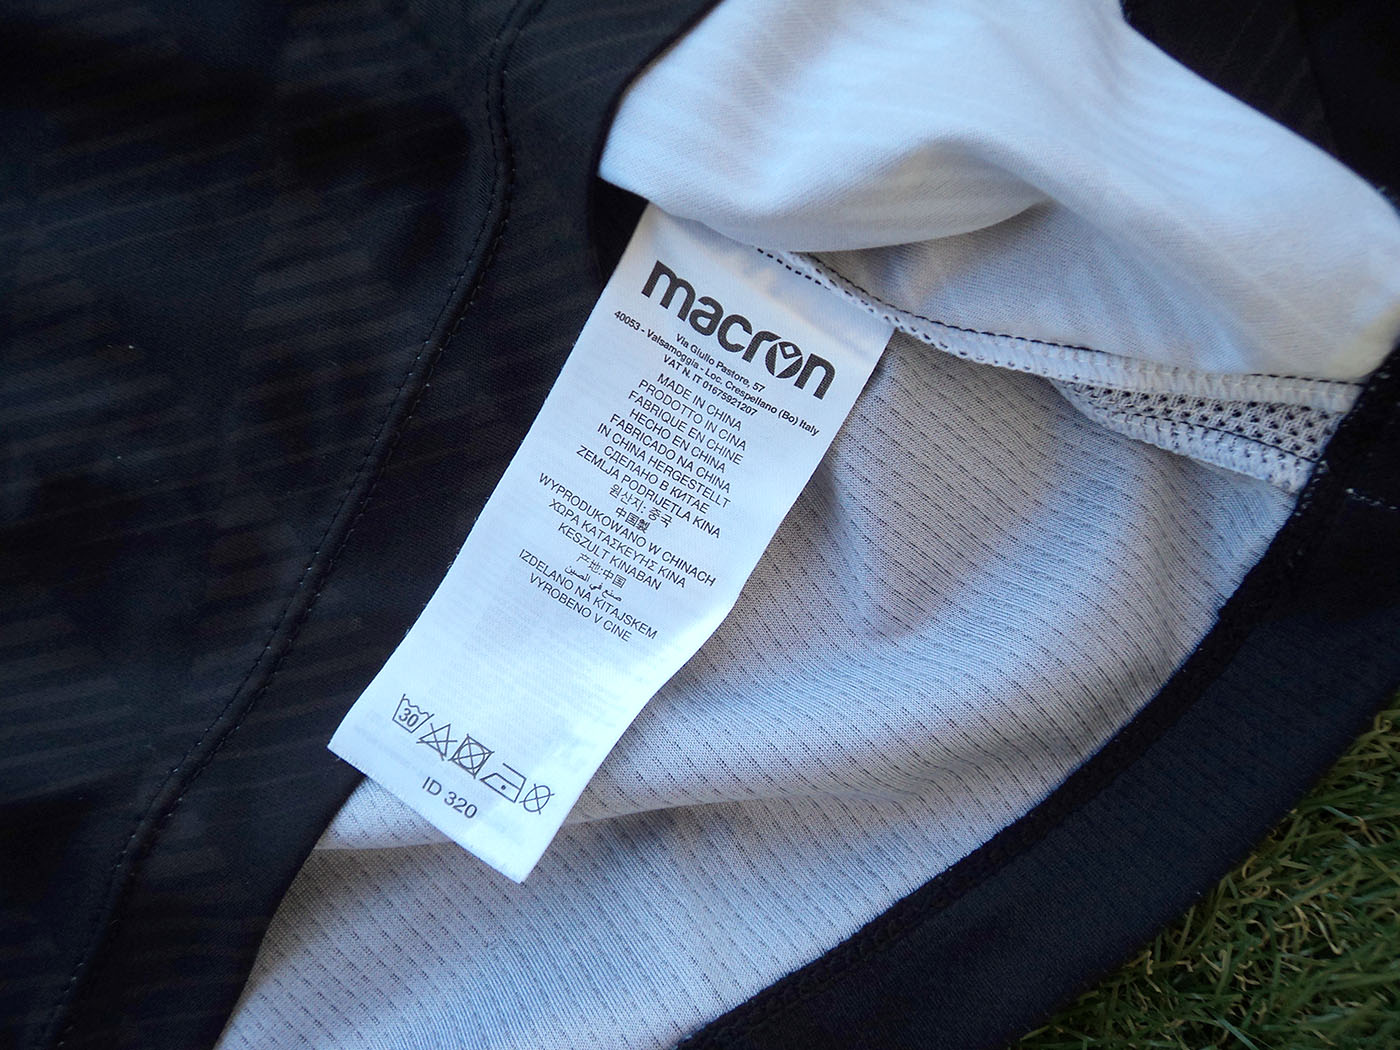 macron
Via Giulio Pastore, 57
40053 - Valsamoggia - Loc. Crespellano (Bo) Italy
VAT N. IT 01675921207
MADE IN CHINA
PRODOTTO IN CINA
FABRIQUE EN CHINE
HECHO EN CHINA
FABRICADO NA CHINA
IN CHINA HERGESTELLT
СДЕЛАНО В КИТАЕ
ZEMLJA PODRIJETLA KINA
원산지: 중국
中国製
WYPRODUKOWANO W CHINACH
ΧΩΡΑ ΚΑΤΑΣΚΕΥΗΣ ΚΙΝΑ
KESZULT KINABAN
产地:中国
صنع في الصين
IZDELANO NA KITAJSKEM
VYROBENO V CINE
30
ID 320